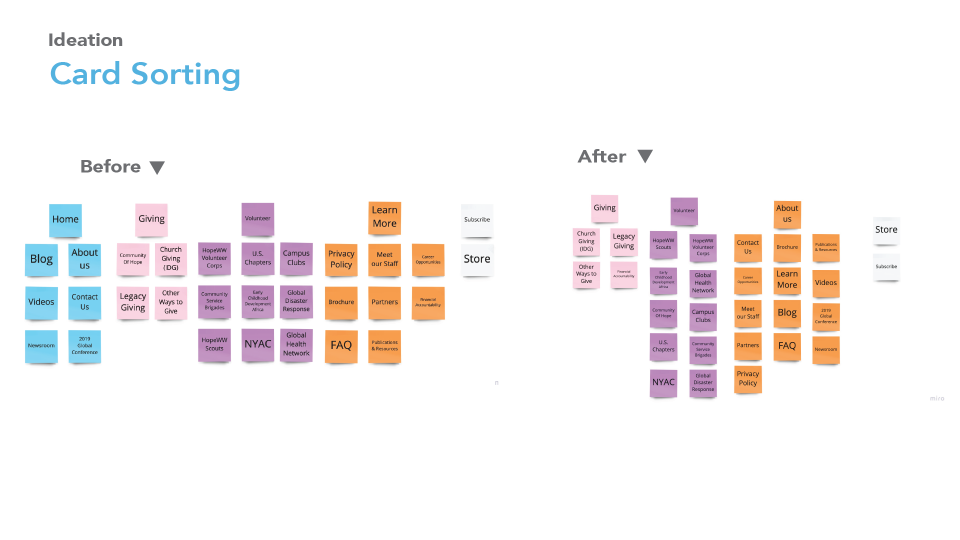 Ideation
Card Sorting
Before ▼
Home
Giving
Volunteer
Learn
More
Subscribe
Blog
About
us
Community
Of Hope
Church
Giving
(IDG)
HopeWW
Volunteer
Corps
U.S.
Chapters
Campus
Clubs
Privacy
Policy
Meet
our Staff
Career
Opportunities
Store
Videos
Contact
Us
Legacy
Giving
Other
Ways to
Give
Community
Service
Brigades
Early
Childhood
Development
Africa
Global
Disaster
Response
Brochure
Partners
Financial
Accountability
Newsroom
2019
Global
Conference
HopeWW
Scouts
NYAC
Global
Health
Network
FAQ
Publications
& Resources
After ▼
Giving
Volunteer
About
us
Store
Church
Giving
(IDG)
Legacy
Giving
HopeWW
Scouts
HopeWW
Volunteer
Corps
Contact
Us
Brochure
Publications
& Resources
Other
Ways to
Give
Financial
Accountability
Early
Childhood
Development
Africa
Global
Health
Network
Career
Opportunities
Learn
More
Videos
Subscribe
Community
Of Hope
Campus
Clubs
Meet
our Staff
Blog
2019
Global
Conference
U.S.
Chapters
Community
Service
Brigades
Partners
FAQ
Newsroom
NYAC
Global
Disaster
Response
Privacy
Policy
miro